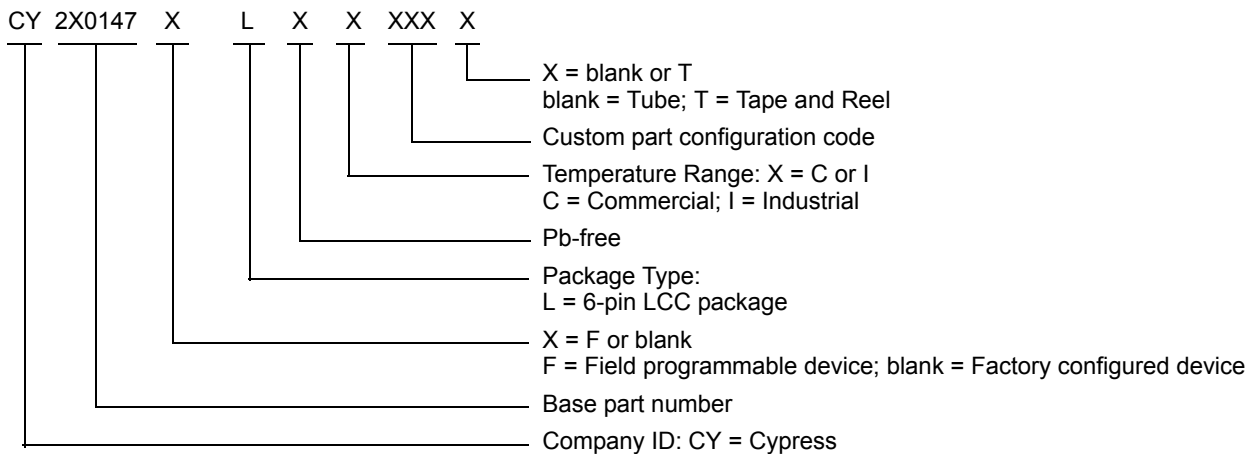 CY 2X0147 X L X X XXX X
X = blank or T
blank = Tube; T = Tape and Reel
Custom part configuration code
Temperature Range: X = C or I
C = Commercial; I = Industrial
Pb-free
Package Type:
L = 6-pin LCC package
X = F or blank
F = Field programmable device; blank = Factory configured device
Base part number
Company ID: CY = Cypress